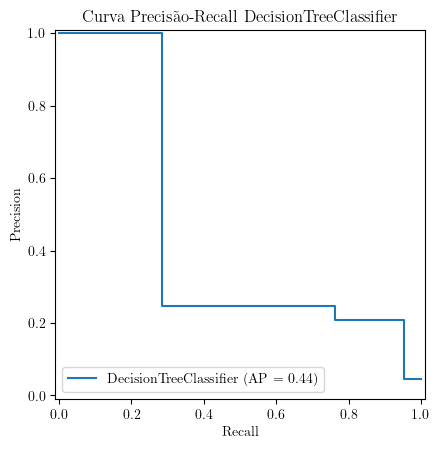 Curva Precisão-Recall DecisionTreeClassifier
1.0
0.8
0.6
0.4
0.2
0.0
Precision
DecisionTreeClassifier (AP = 0.44)
0.0 0.2 0.4 0.6 0.8 1.0
Recall